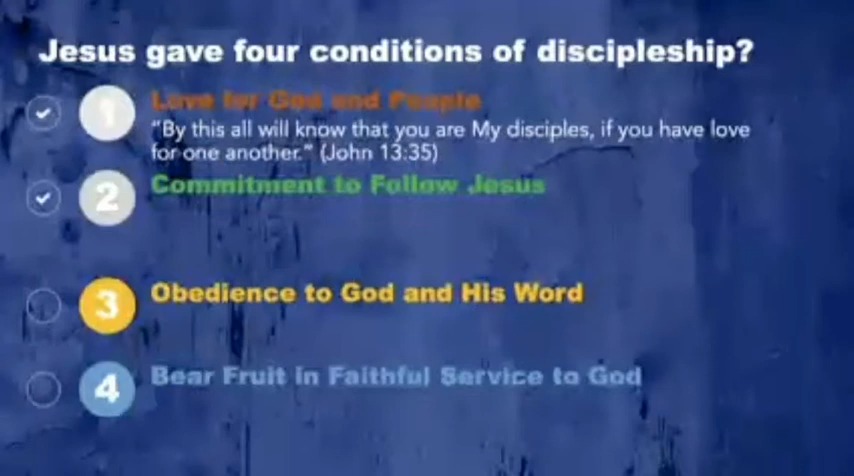 Jesus gave four conditions of discipleship?
1 Love for God and People
“By this all will know that you are My disciples, if you have love
for one another.” (John 13:35)
2 Commitment to Follow Jesus
3 Obedience to God and His Word
4 Bear Fruit in Faithful Service to God